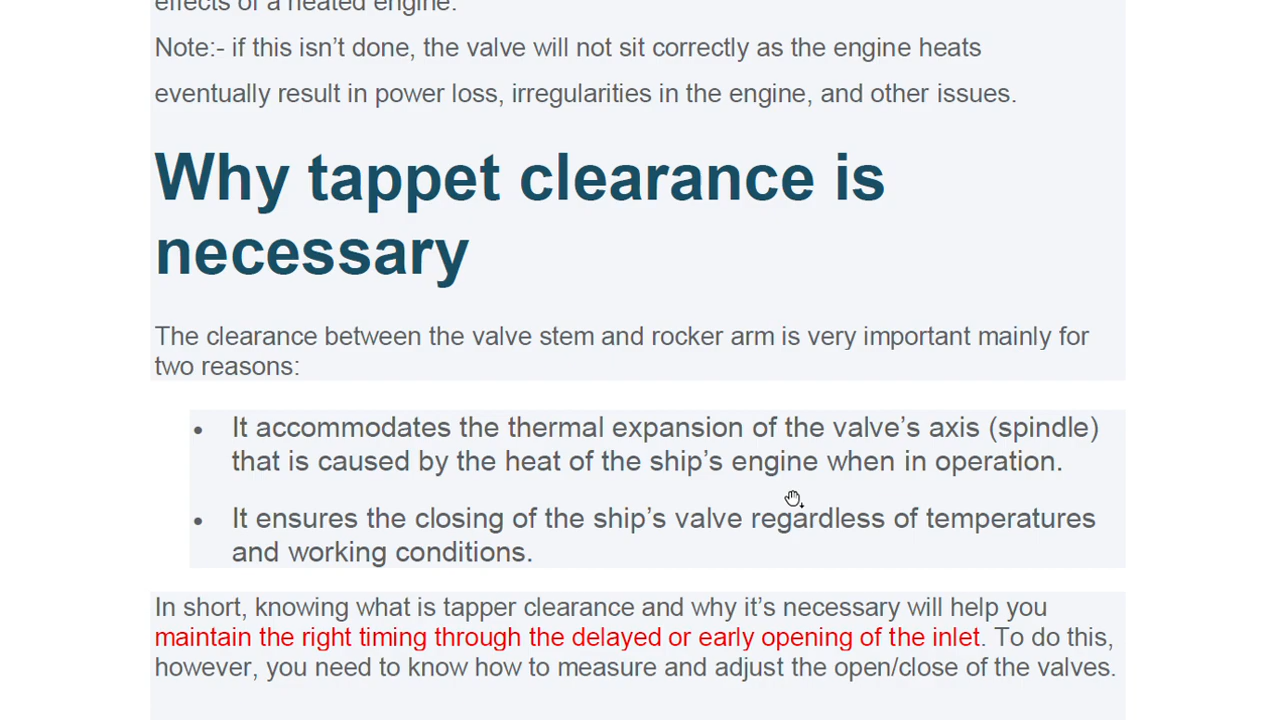 effects of a heated engine.
Note:- if this isn’t done, the valve will not sit correctly as the engine heats
eventually result in power loss, irregularities in the engine, and other issues.
Why tappet clearance is
necessary
The clearance between the valve stem and rocker arm is very important mainly for
two reasons:
• It accommodates the thermal expansion of the valve’s axis (spindle)
that is caused by the heat of the ship’s engine when in operation.
• It ensures the closing of the ship’s valve regardless of temperatures
and working conditions.
In short, knowing what is tapper clearance and why it’s necessary will help you
maintain the right timing through the delayed or early opening of the inlet. To do this,
however, you need to know how to measure and adjust the open/close of the valves.